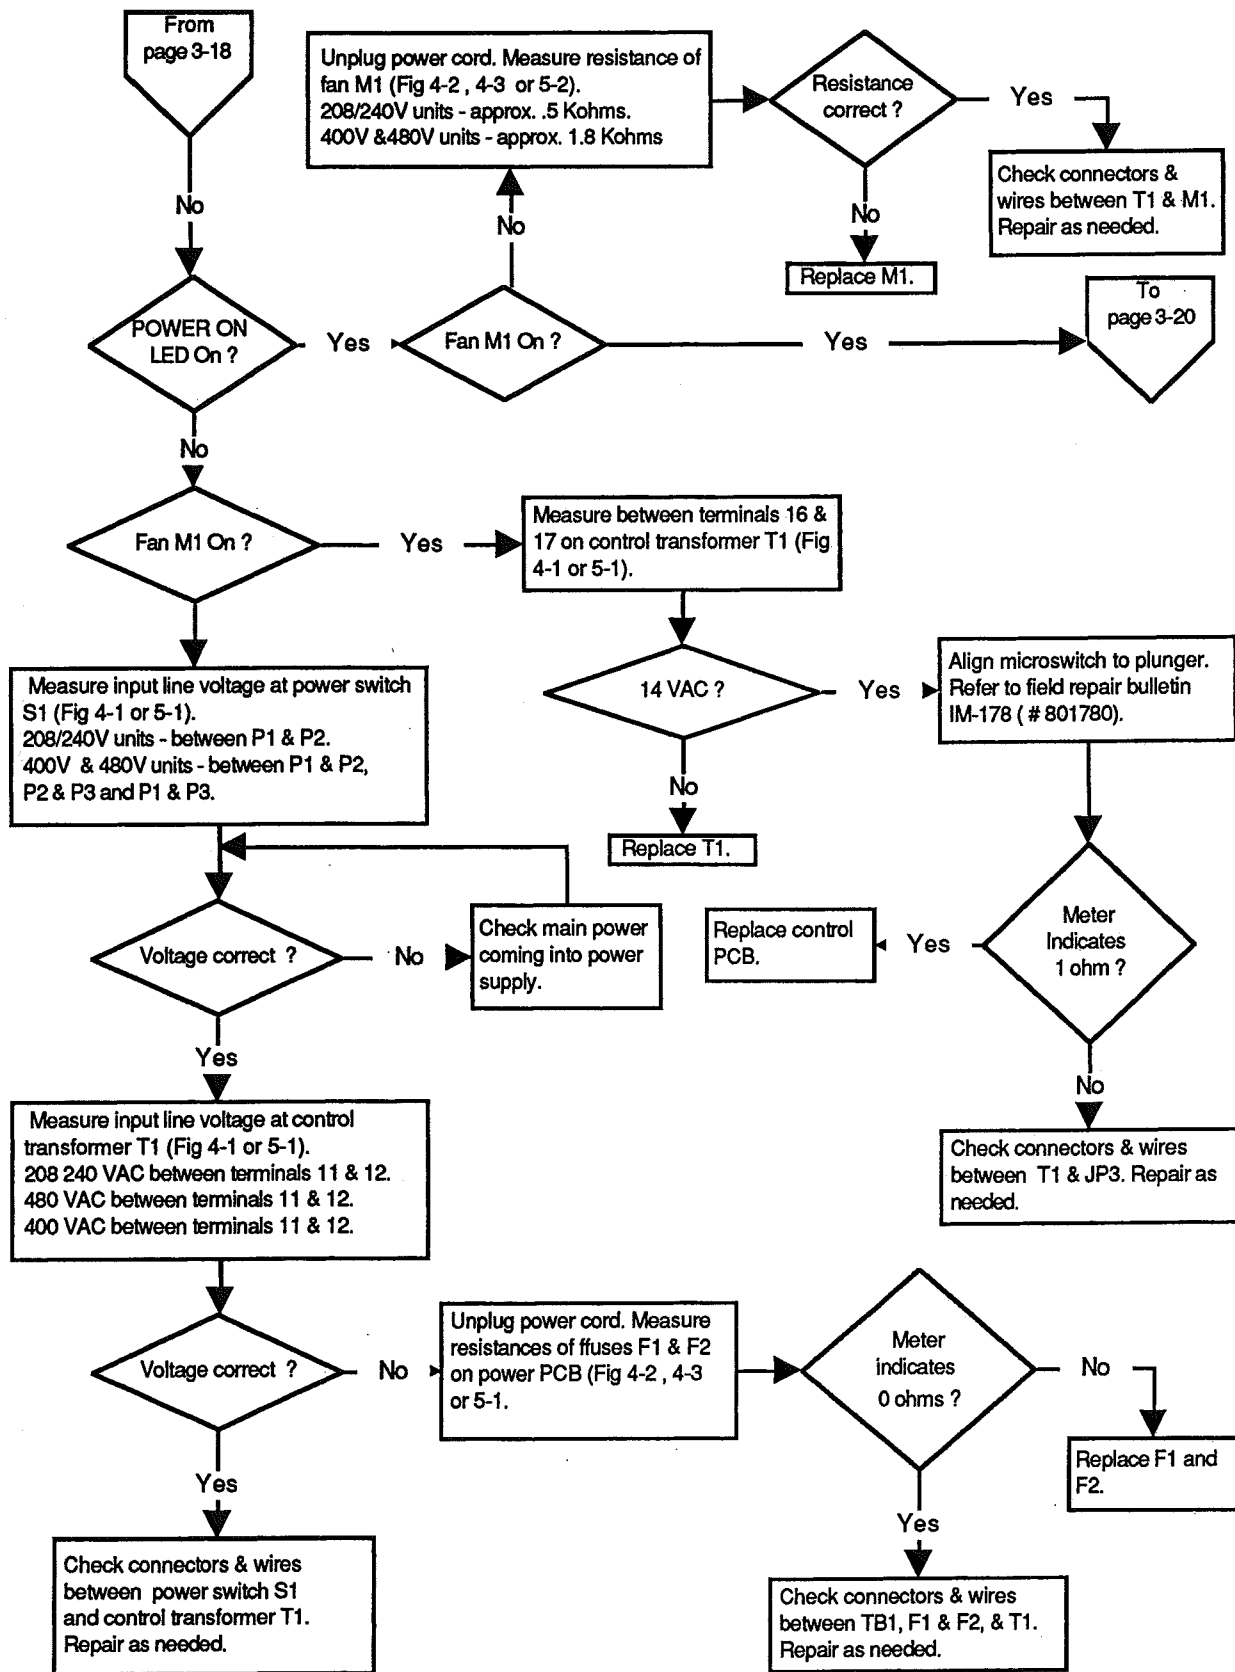 From
page 3-18
Unplug power cord. Measure resistance of
fan M1 (Fig 4-2 , 4-3 or 5-2).
208/240V units - approx. .5 Kohms.
400V &480V units - approx. 1.8 Kohms
Resistance
correct ?
Yes
Check connectors &
wires between T1 & M1.
Repair as needed.
No
Replace M1.
No
No
POWER ON
LED On ?
Yes
Fan M1 On ?
Yes
To
page 3-20
No
Fan M1 On ?
Yes
Measure between terminals 16 &
17 on control transformer T1 (Fig
4-1 or 5-1).
14 VAC ?
Yes
Align microswitch to plunger.
Refer to field repair bulletin
IM-178 ( # 801780).
No
Replace T1.
Measure input line voltage at power switch
S1 (Fig 4-1 or 5-1).
208/240V units - between P1 & P2.
400V & 480V units - between P1 & P2,
P2 & P3 and P1 & P3.
Voltage correct ?
No
Check main power
coming into power
supply.
Replace control
PCB.
Yes
Meter
Indicates
1 ohm ?
No
Check connectors & wires
between T1 & JP3. Repair as
needed.
Yes
Measure input line voltage at control
transformer T1 (Fig 4-1 or 5-1).
208 240 VAC between terminals 11 & 12.
480 VAC between terminals 11 & 12.
400 VAC between terminals 11 & 12.
Voltage correct ?
No
Unplug power cord. Measure
resistances of ffuses F1 & F2
on power PCB (Fig 4-2 , 4-3
or 5-1.
Meter
indicates
0 ohms ?
No
Replace F1 and
F2.
Yes
Check connectors & wires
between power switch S1
and control transformer T1.
Repair as needed.
Yes
Check connectors & wires
between TB1, F1 & F2, & T1.
Repair as needed.